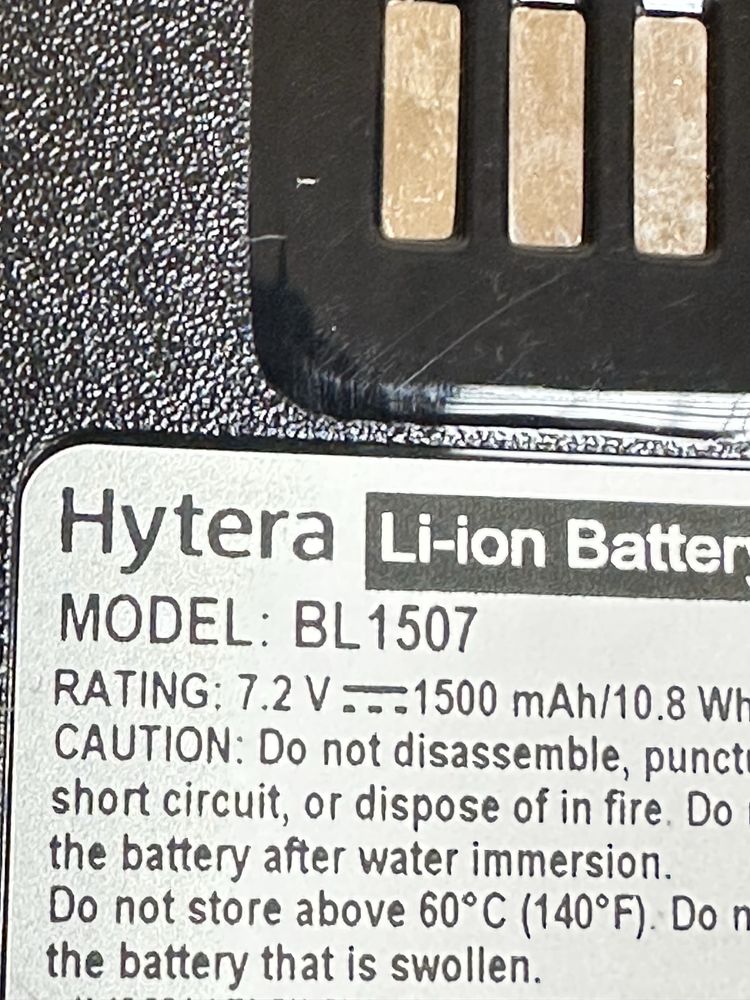 Hytera Li-ion Battery
MODEL: BL1507
RATING: 7.2 V ⎓ 1500 mAh/10.8 Wh
CAUTION: Do not disassemble,
short circuit, or dispose of in fire. Do
the battery after water immersion.
Do not store above 60°C (140°F). Do
the battery that is swollen.